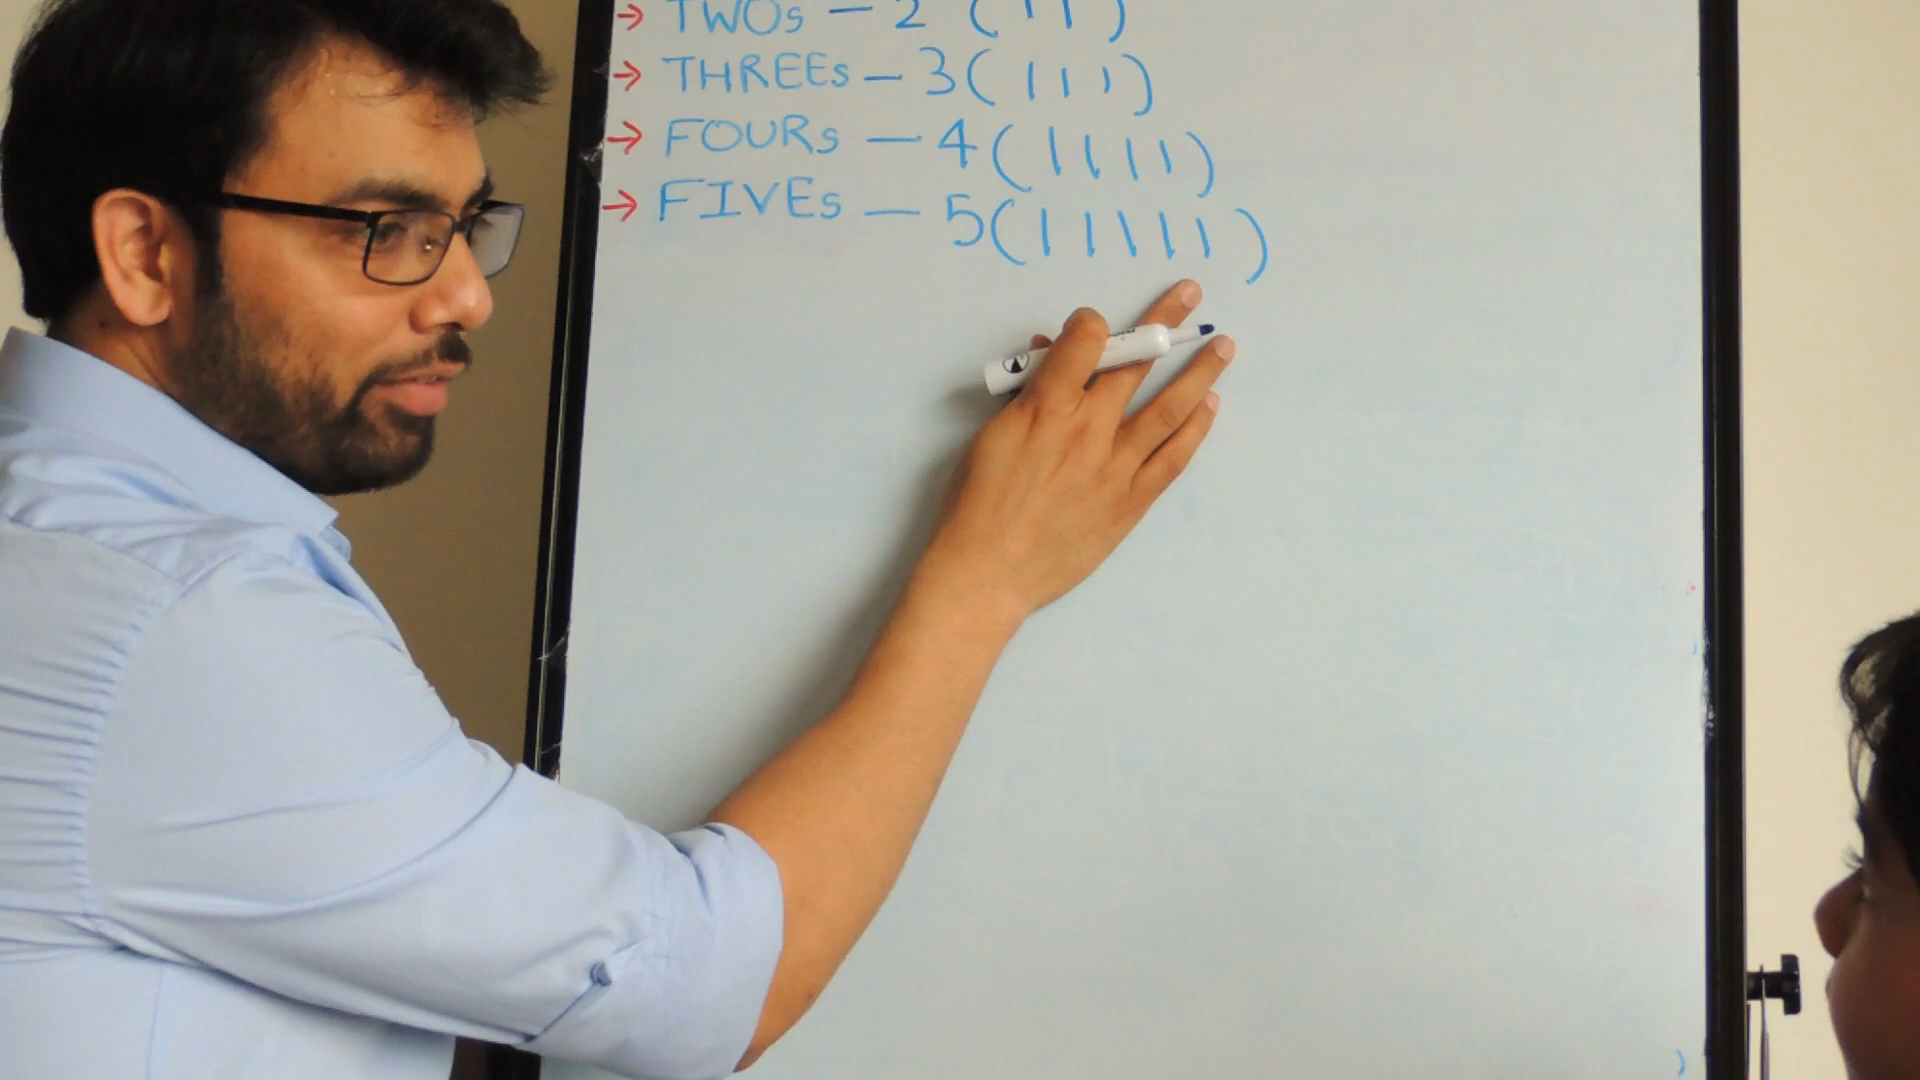 → TWOs — 2 ( | | )
→ THREEs — 3 ( | | | )
→ FOURs — 4 ( | | | | )
→ FIVEs — 5 ( | | | | | )